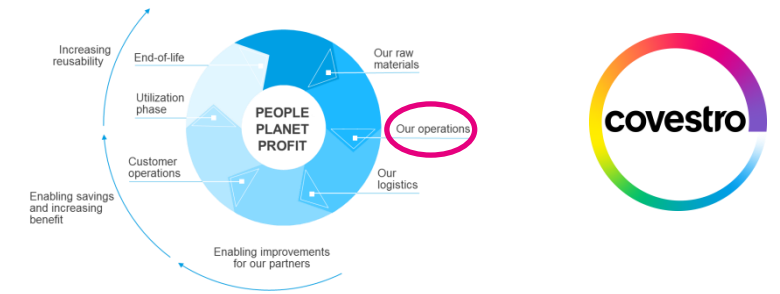 Increasing
reusability
End-of-life
Our raw
materials
Utilization
phase
PEOPLE
PLANET
PROFIT
Our operations
Customer
operations
Our
logistics
Enabling savings
and increasing
benefit
Enabling improvements
for our partners
covestro